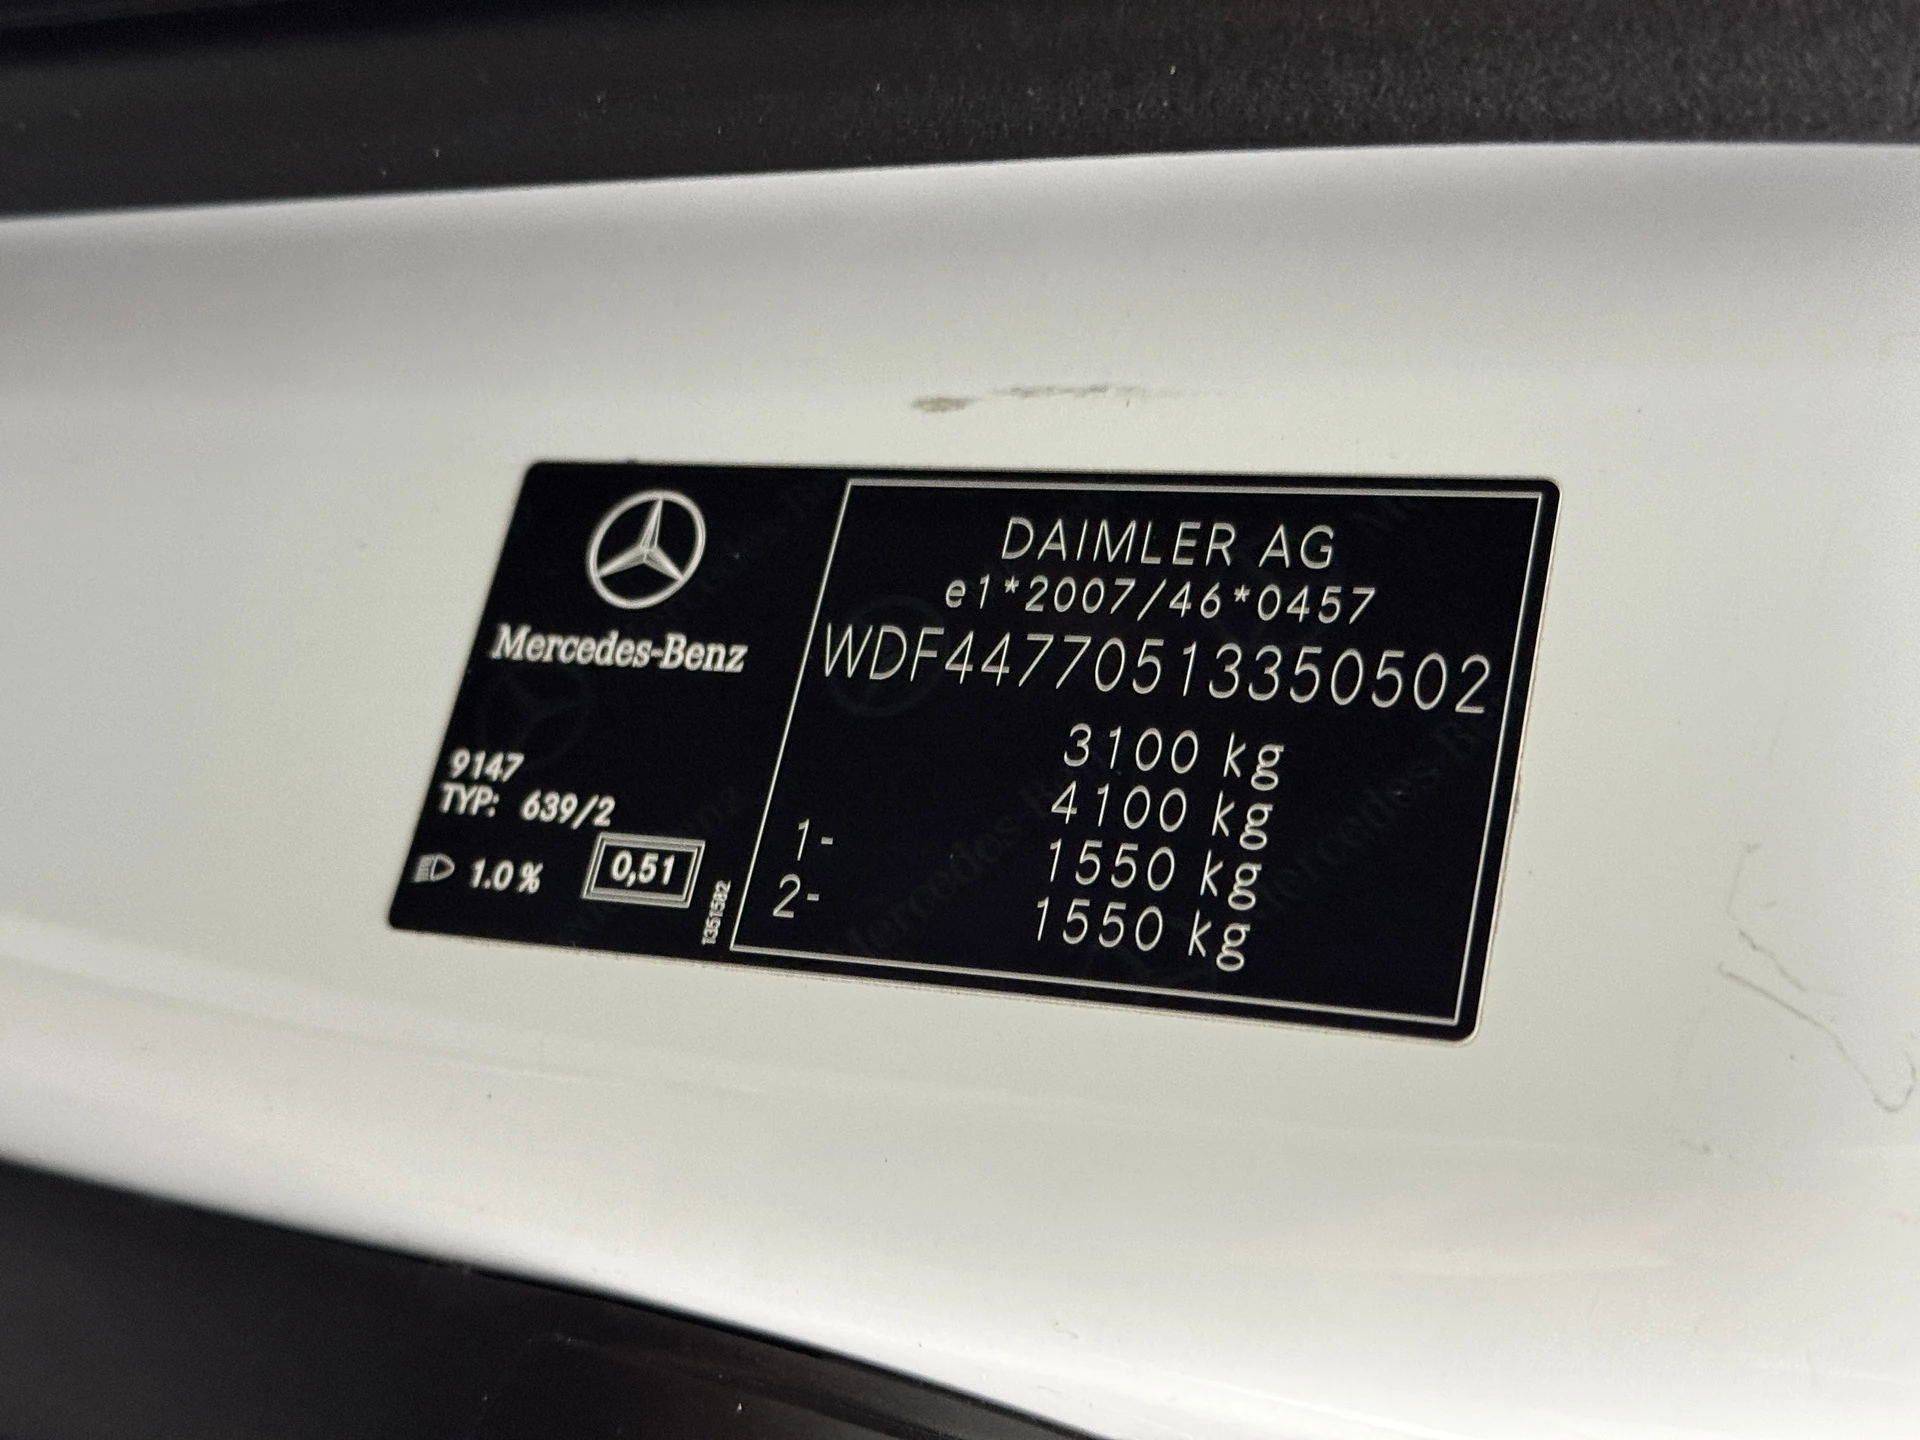 Mercedes-Benz
9147
TYP: 639/2
1.0 %
0,51
1351582
DAIMLER AG
e1*2007/46*0457
WDF44770513350502
3100 kg
4100 kg
1- 1550 kg
2- 1550 kg